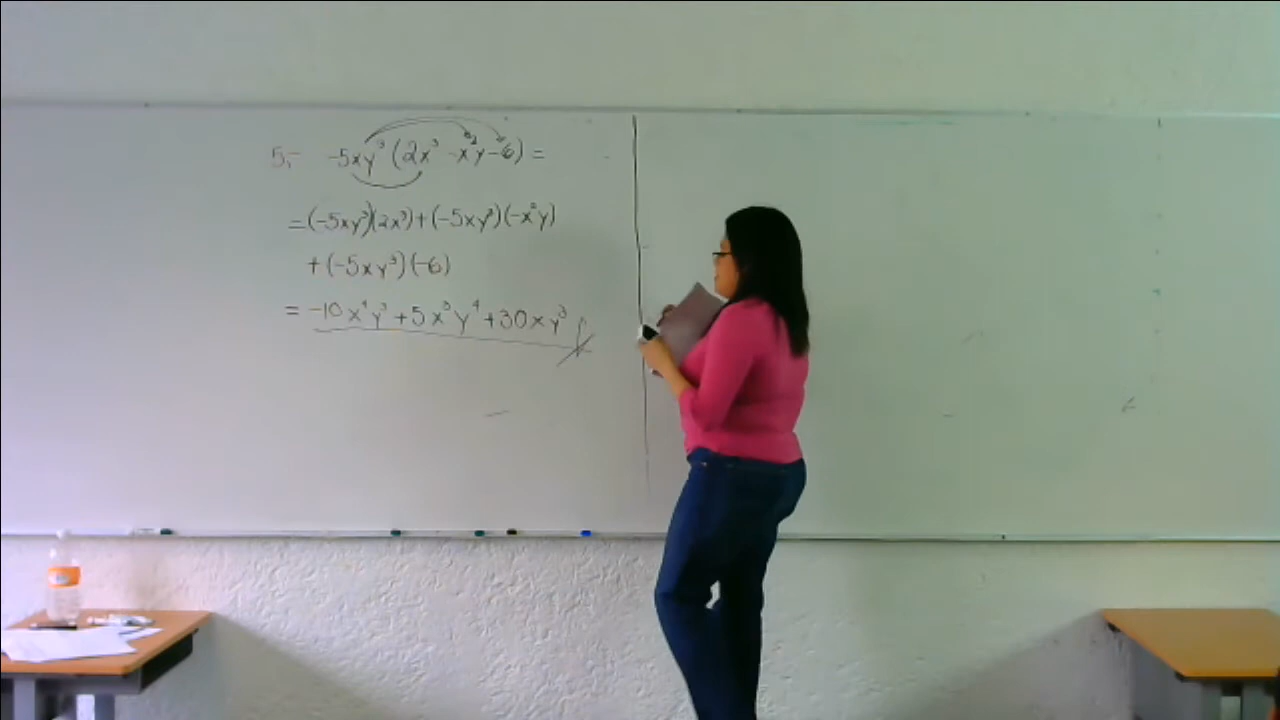 5.- -5xy³(2x³ -x²y-6)=
=(-5xy³)(2x³)+(-5xy³)(-x²y)
+(-5xy³)(-6)
= -10x⁴y³+5x³y⁴+30xy³